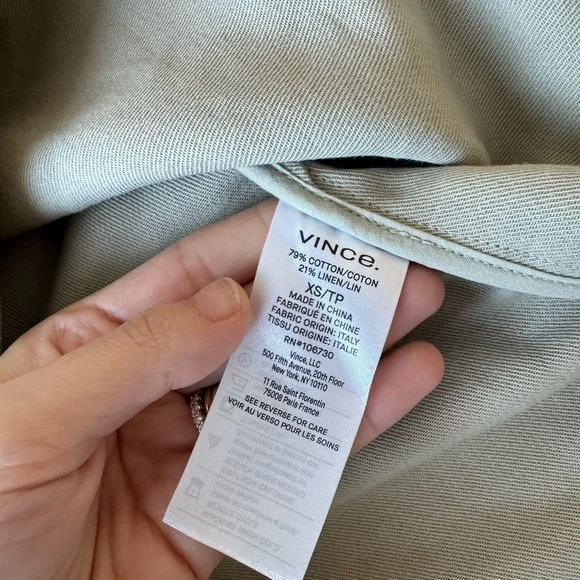 VINCE.
79% COTTON/COTON
21% LINEN/LIN
XS/TP
MADE IN CHINA
FABRIQUÉ EN CHINE
FABRIC ORIGIN: ITALY
TISSU ORIGINE: ITALIE
RN#106730
Vince, LLC
500 Fifth Avenue, 20th Floor
New York, NY 10110
11 Rue Saint Florentin
75008 Paris France
SEE REVERSE FOR CARE
VOIR AU VERSO POUR LES SOINS